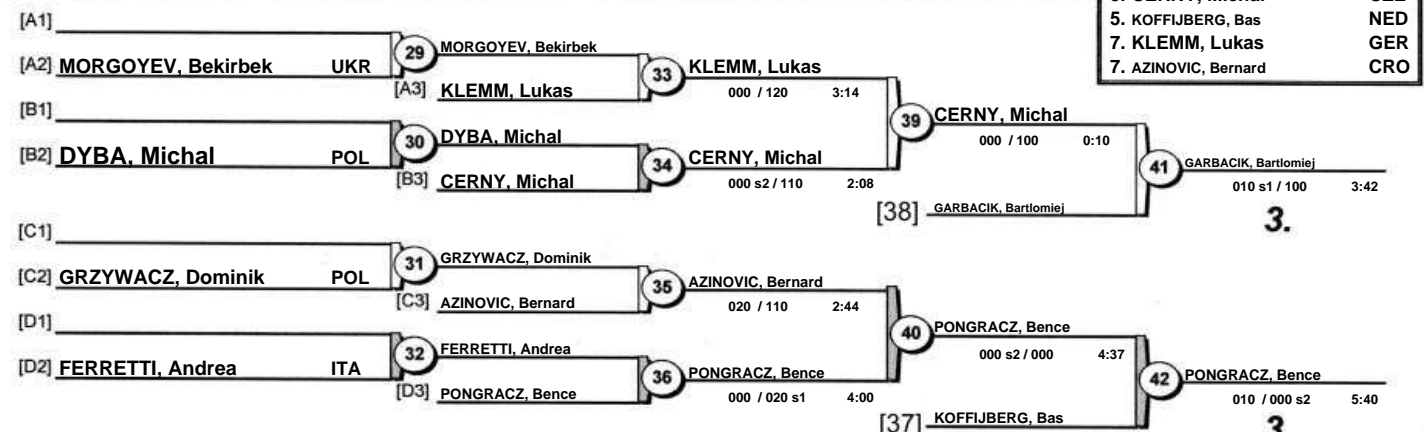 5. KOFFIJBERG, Bas NED
7. KLEMM, Lukas GER
7. AZINOVIC, Bernard CRO
[A1]
[A2] MORGOYEV, Bekirbek UKR
29
MORGOYEV, Bekirbek
[A3] KLEMM, Lukas
33
KLEMM, Lukas
000 / 120 3:14
[B1]
[B2] DYBA, Michal POL
30
DYBA, Michal
[B3] CERNY, Michal
34
CERNY, Michal
000 s2 / 110 2:08
39
CERNY, Michal
000 / 100 0:10
[38] GARBACIK, Bartlomiej
41
GARBACIK, Bartlomiej
010 s1 / 100 3:42
3.
[C1]
[C2] GRZYWACZ, Dominik POL
31
GRZYWACZ, Dominik
[C3] AZINOVIC, Bernard
35
AZINOVIC, Bernard
020 / 110 2:44
[D1]
[D2] FERRETTI, Andrea ITA
32
FERRETTI, Andrea
[D3] PONGRACZ, Bence
36
PONGRACZ, Bence
000 / 020 s1 4:00
40
PONGRACZ, Bence
000 s2 / 000 4:37
[37] KOFFIJBERG, Bas
42
PONGRACZ, Bence
010 / 000 s2 5:40
3.